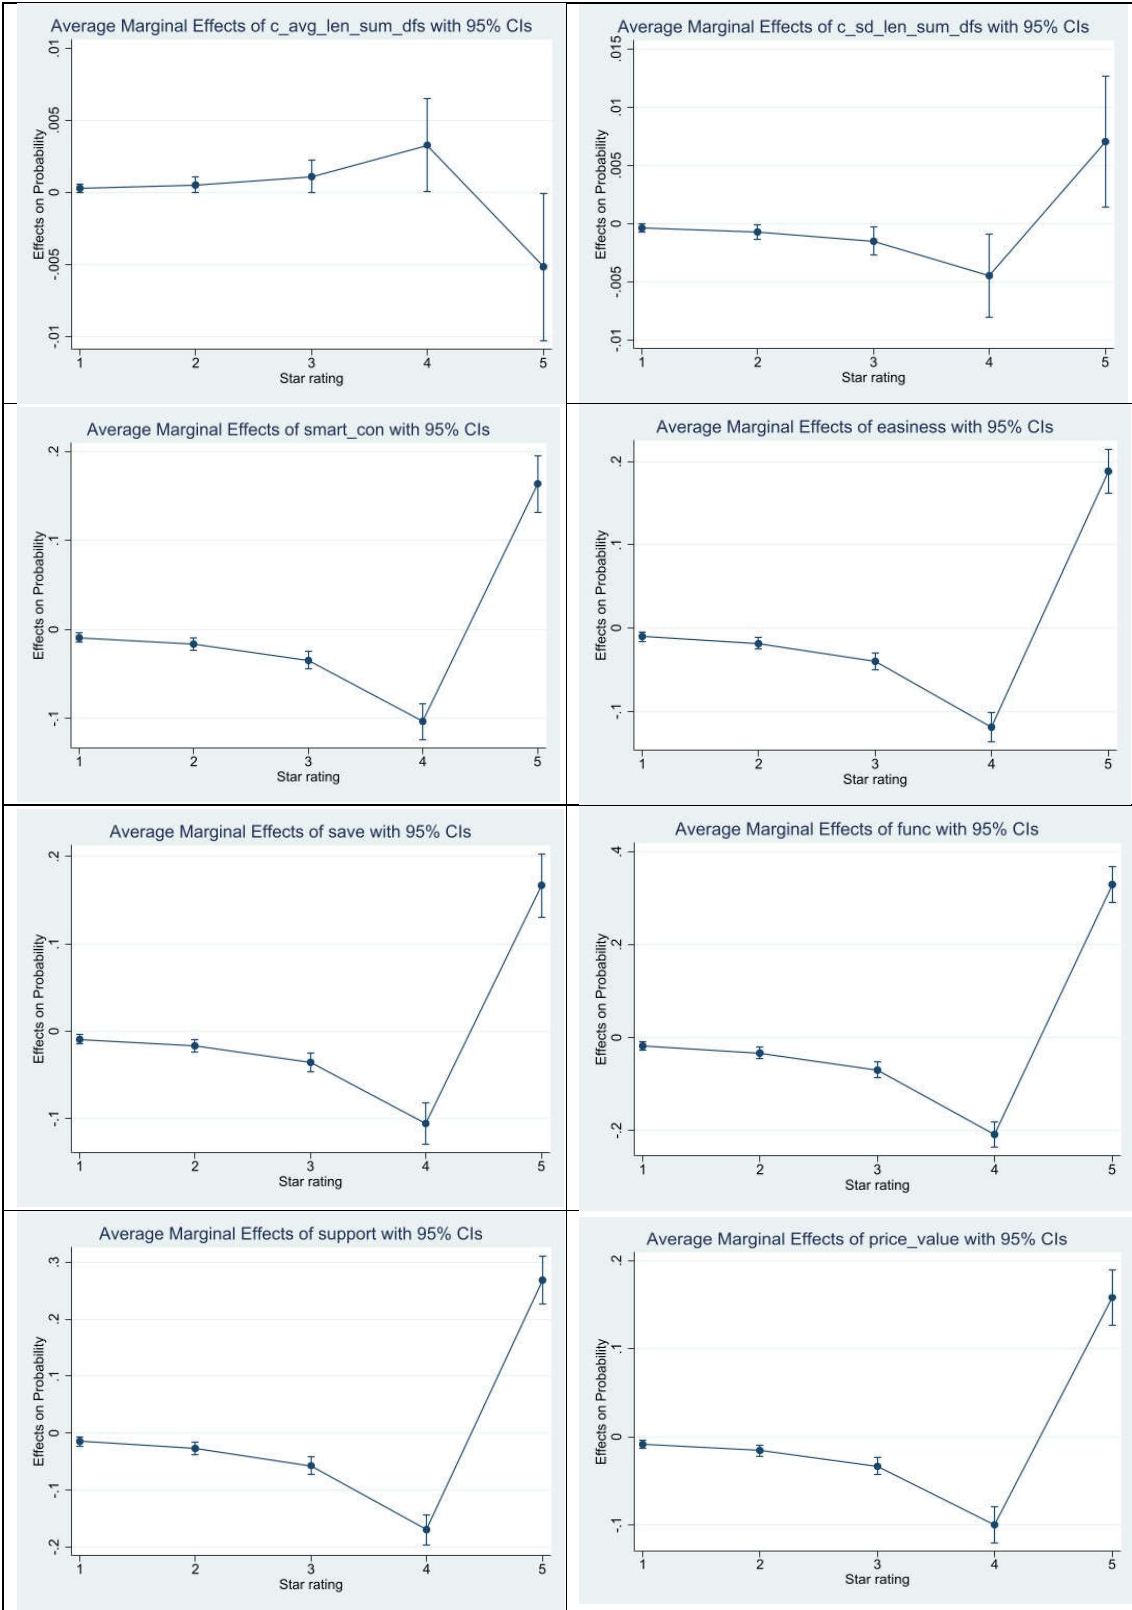 Average Marginal Effects of c_avg_len_sum_dfs with 95% CIs
Effects on Probability
.01
.005
0
-.005
-.01
1 2 3 4 5
Star rating
Average Marginal Effects of c_sd_len_sum_dfs with 95% CIs
Effects on Probability
.015
.01
.005
0
-.005
-.01
1 2 3 4 5
Star rating
Average Marginal Effects of smart_con with 95% CIs
Effects on Probability
.2
.1
0
-.1
1 2 3 4 5
Star rating
Average Marginal Effects of easiness with 95% CIs
Effects on Probability
.2
.1
0
-.1
1 2 3 4 5
Star rating
Average Marginal Effects of save with 95% CIs
Effects on Probability
.2
.1
0
-.1
1 2 3 4 5
Star rating
Average Marginal Effects of func with 95% CIs
Effects on Probability
.4
.2
0
-.2
1 2 3 4 5
Star rating
Average Marginal Effects of support with 95% CIs
Effects on Probability
.3
.2
.1
0
-.1
-.2
1 2 3 4 5
Star rating
Average Marginal Effects of price_value with 95% CIs
Effects on Probability
.2
.1
0
-.1
1 2 3 4 5
Star rating